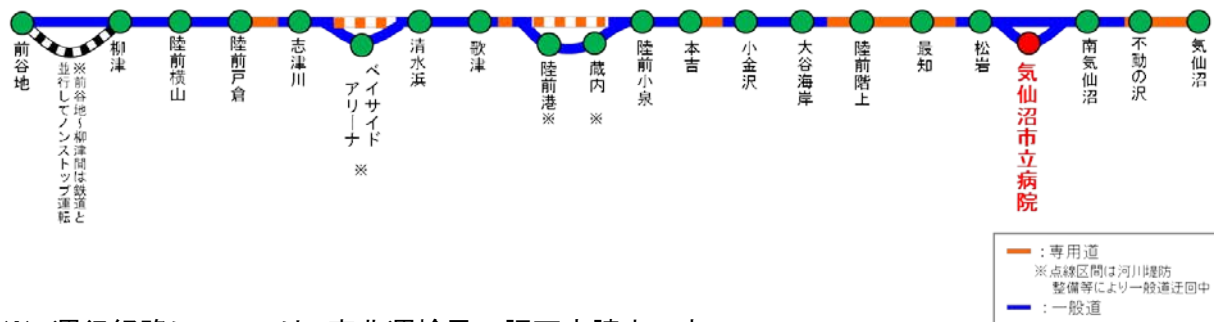 前谷地
※前谷地～柳津間は鉄道と
並行してノンストップ運転
柳津
陸前横山
陸前戸倉
志津川
ベイサイド
アリーナ
※
清水浜
歌津
陸前港※
蔵内 ※
陸前小泉
本吉
小金沢
大谷海岸
陸前階上
最知
松岩
気仙沼市立病院
南気仙沼
不動の沢
気仙沼
：専用道
※点線区間は河川堤防
整備等により一般道迂回中
：一般道